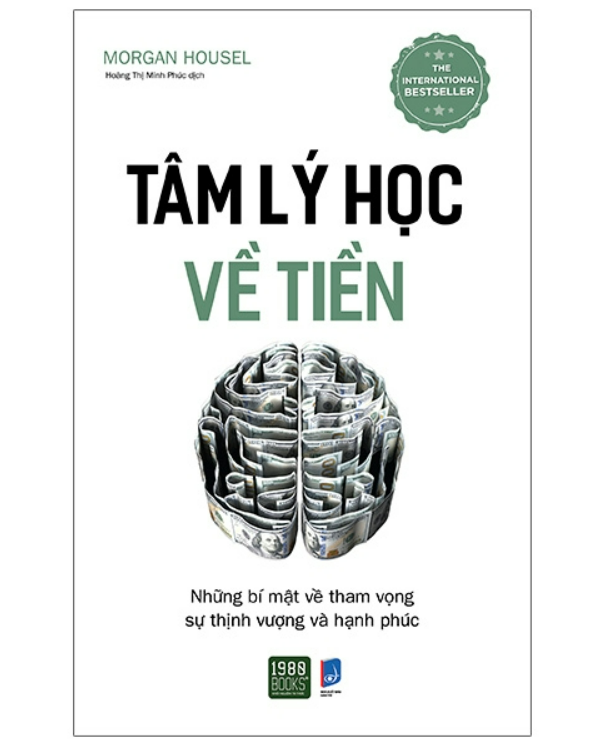 MORGAN HOUSEL
Hoàng Thị Minh Phúc dịch
THE
INTERNATIONAL
BESTSELLER
TÂM LÝ HỌC
VỀ TIỀN
Những bí mật về tham vọng
sự thịnh vượng và hạnh phúc
1980
BOOKS